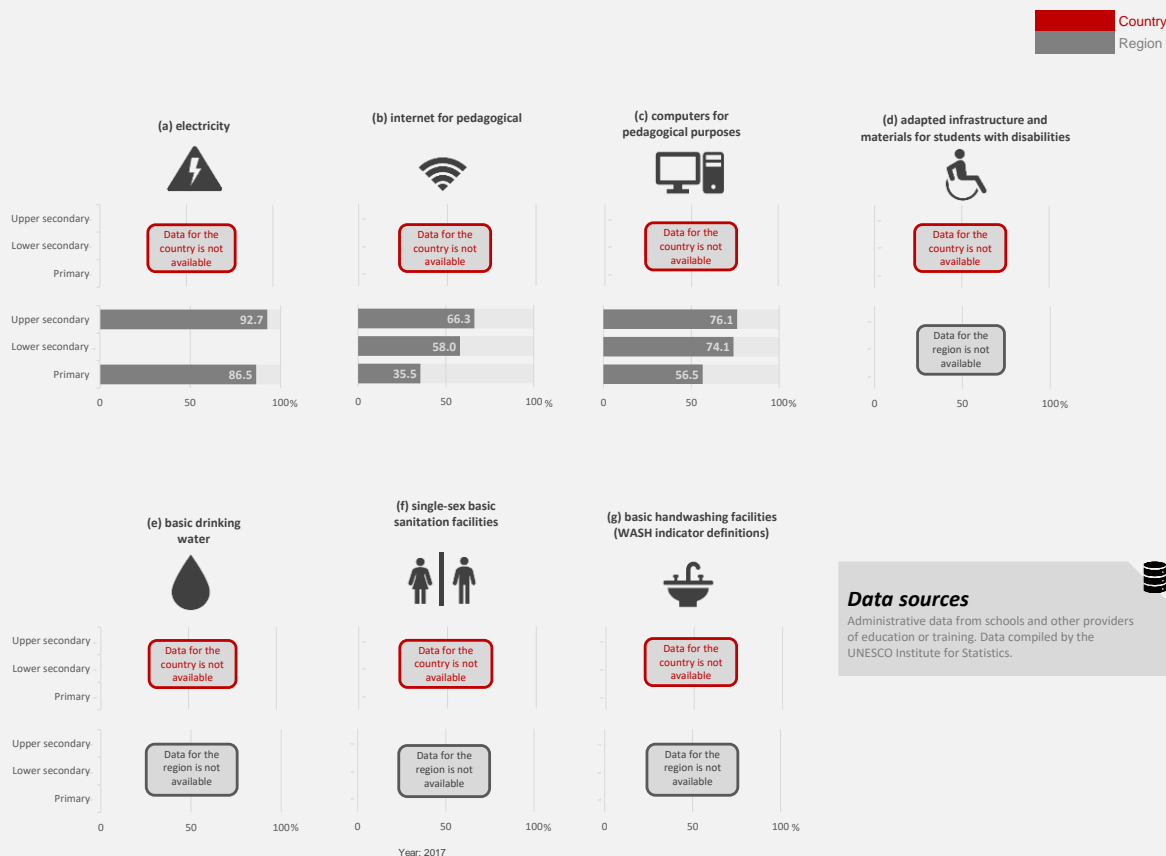 Country
Region
(a) electricity
(b) internet for pedagogical
(c) computers for
pedagogical purposes
(d) adapted infrastructure and
materials for students with disabilities
Upper secondary
Lower secondary
Primary
Data for the
country is not
available
Data for the
country is not
available
Data for the
country is not
available
Data for the
country is not
available
Upper secondary
Lower secondary
Primary
92.7
86.5
66.3
58.0
35.5
76.1
74.1
56.5
Data for the
region is not
available
0 50 100%
0 50 100 %
0 50 100 %
0 50 100%
(e) basic drinking
water
(f) single-sex basic
sanitation facilities
(g) basic handwashing facilities
(WASH indicator definitions)
Upper secondary
Lower secondary
Primary
Data for the
country is not
available
Data for the
country is not
available
Data for the
country is not
available
Upper secondary
Lower secondary
Primary
Data for the
region is not
available
Data for the
region is not
available
Data for the
region is not
available
0 50 100%
0 50 100 %
0 50 100 %
Data sources
Administrative data from schools and other providers
of education or training. Data compiled by the
UNESCO Institute for Statistics.
Year: 2017